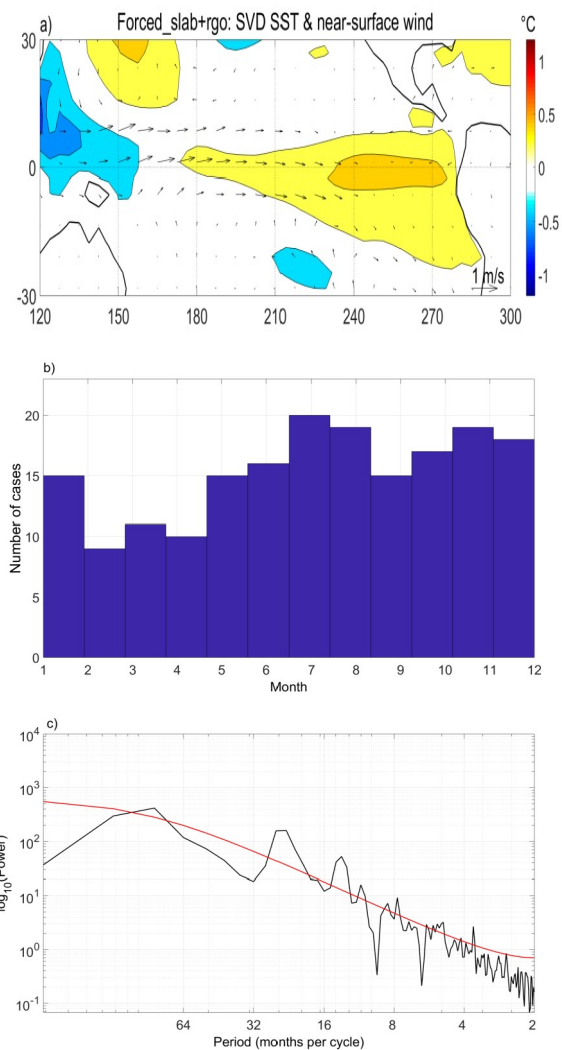 a) Forced_slab+rgo: SVD SST & near-surface wind °C
30
0
-30
1 m/s
120 150 180 210 240 270 300
1
0.5
0
-0.5
-1
b)
20
15
10
5
0
Number of cases
1 2 3 4 5 6 7 8 9 10 11 12
Month
c)
10^4
10^3
10^2
10^1
10^0
10^-1
log10(Power)
64 32 16 8 4 2
Period (months per cycle)